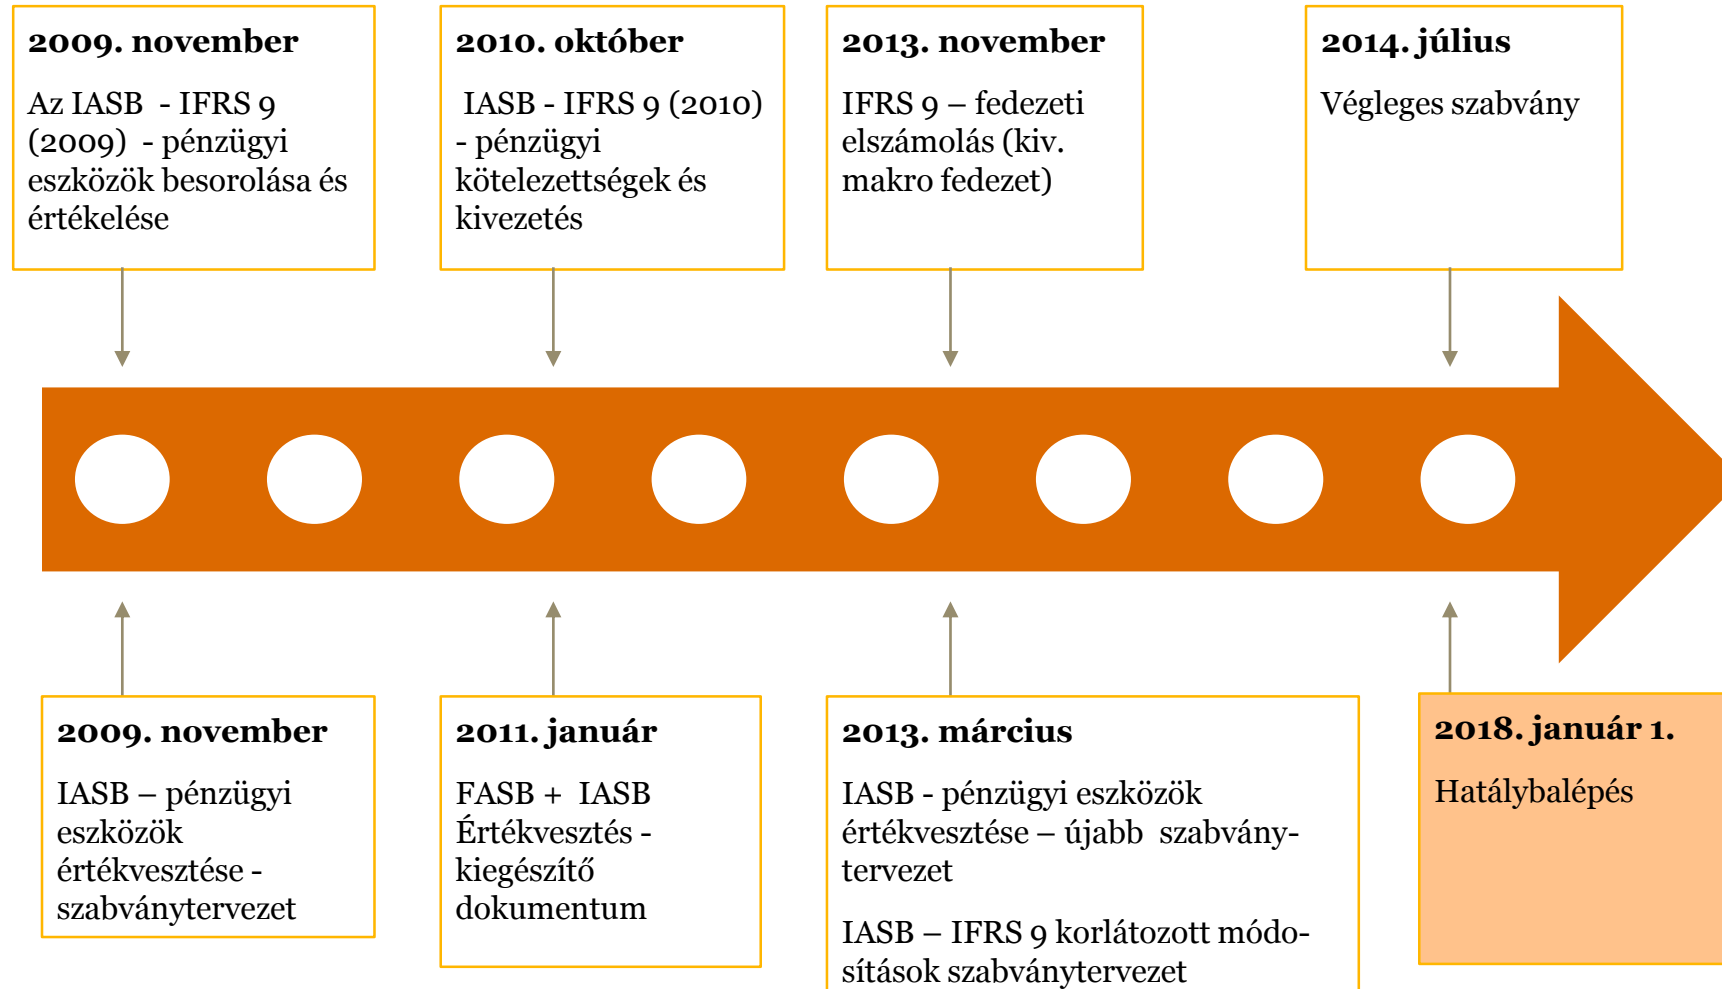 2009. november
Az IASB - IFRS 9
(2009) - pénzügyi
eszközök besorolása és
értékelése
2010. október
IASB - IFRS 9 (2010)
- pénzügyi
kötelezettségek és
kivezetés
2013. november
IFRS 9 – fedezeti
elszámolás (kiv.
makro fedezet)
2014. július
Végleges szabvány
2009. november
IASB – pénzügyi
eszközök
értékvesztése -
szabványtervezet
2011. január
FASB + IASB
Értékvesztés -
kiegészítő
dokumentum
2013. március
IASB - pénzügyi eszközök
értékvesztése – újabb szabvány-
tervezet
IASB – IFRS 9 korlátozott módo-
sítások szabványtervezet
2018. január 1.
Hatálybalépés